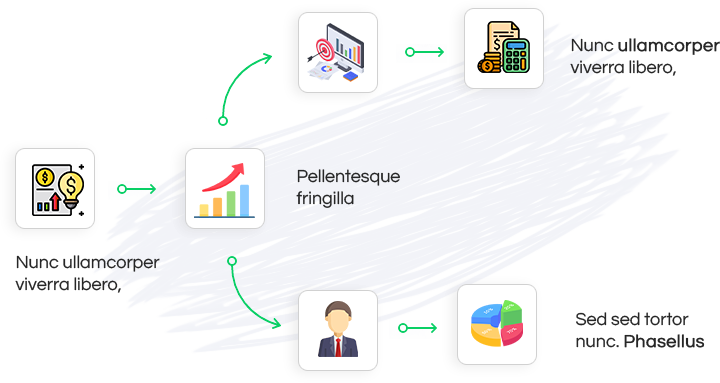 Nunc ullamcorper
viverra libero,
Pellentesque
fringilla
Nunc ullamcorper
viverra libero,
Sed sed tortor
nunc. Phasellus